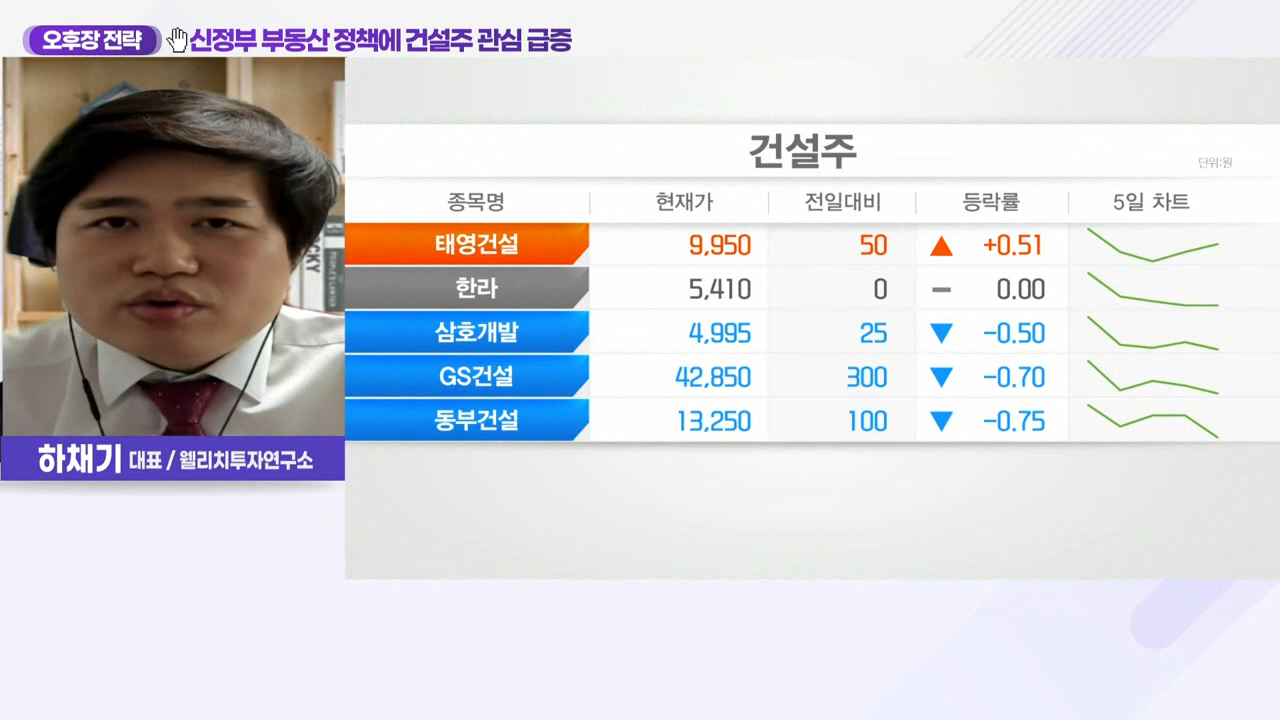 오후장 전략 신정부 부동산 정책에 건설주 관심 급증
건설주
단위:원
종목명 현재가 전일대비 등락률 5일 차트
태영건설 9,950 50 ▲ +0.51
한라 5,410 0 – 0.00
삼호개발 4,995 25 ▼ -0.50
GS건설 42,850 300 ▼ -0.70
동부건설 13,250 100 ▼ -0.75
하채기 대표 / 웰리치투자연구소